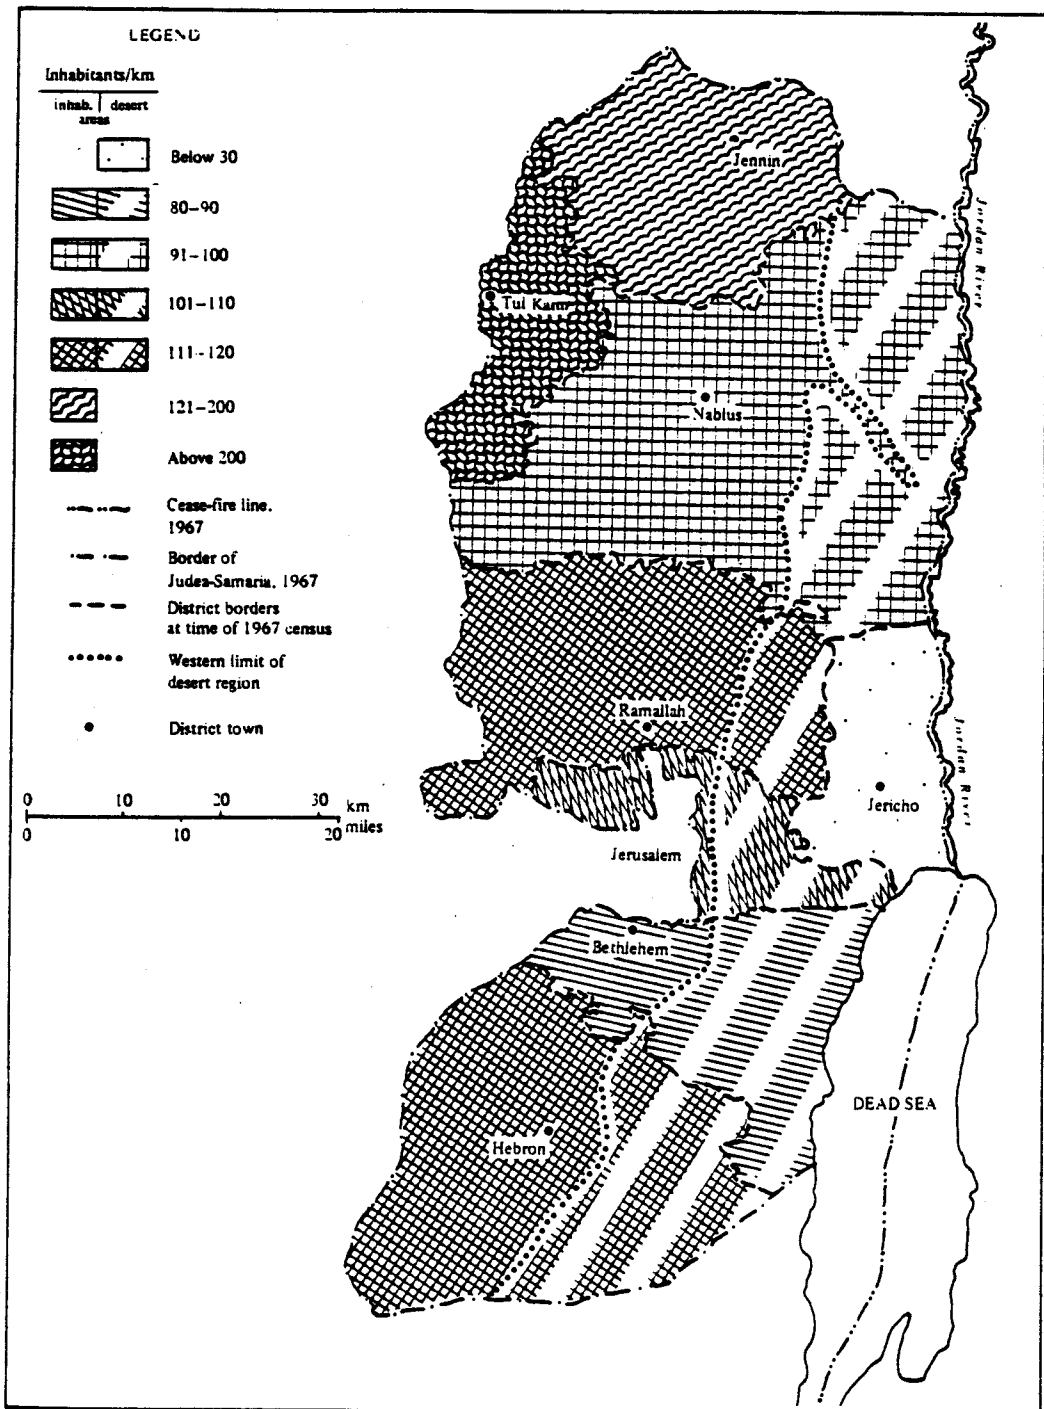 LEGEND
Inhabitants/km
inhab. desert
areas
Below 30
80–90
91–100
101–110
111–120
121–200
Above 200
Cease-fire line,
1967
Border of
Judea-Samaria, 1967
District borders
at time of 1967 census
Western limit of
desert region
District town
0 10 20 30 km
0 10 20 miles
Jennin
Jordan River
Tul Karm
Nablus
Ramallah
Jordan River
Jericho
Jerusalem
Bethlehem
DEAD SEA
Hebron